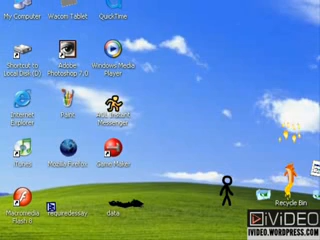 My Computer
Wacom Tablet
QuickTime
Shortcut to
Local Disk (D)
Adobe
Photoshop 7.0
Windows Media
Player
Internet
Explorer
Paint
AOL Instant
Messenger
iTunes
Mozilla Firefox
Game Maker
Macromedia
Flash 8
requiredessay
data
Recycle Bin
iViDEO
IVIDEO.WORDPRESS.COM